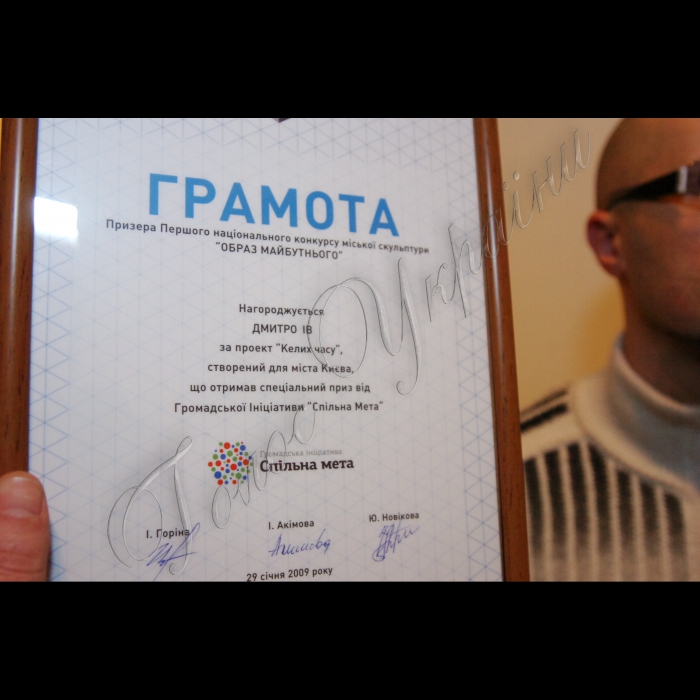 ГРАМОТА
Призера Першого національного конкурсу міської скульптури
"ОБРАЗ МАЙБУТНЬОГО"
Нагороджується
ДМИТРО ІВ
за проект "Келих часу",
створений для міста Києва,
що отримав спеціальний приз від
Громадської Ініціативи "Спільна Мета"
Громадська ініціатива
Спільна мета
І. Горіна
І. Акімова
Ю. Новікова
29 січня 2009 року
Голос України